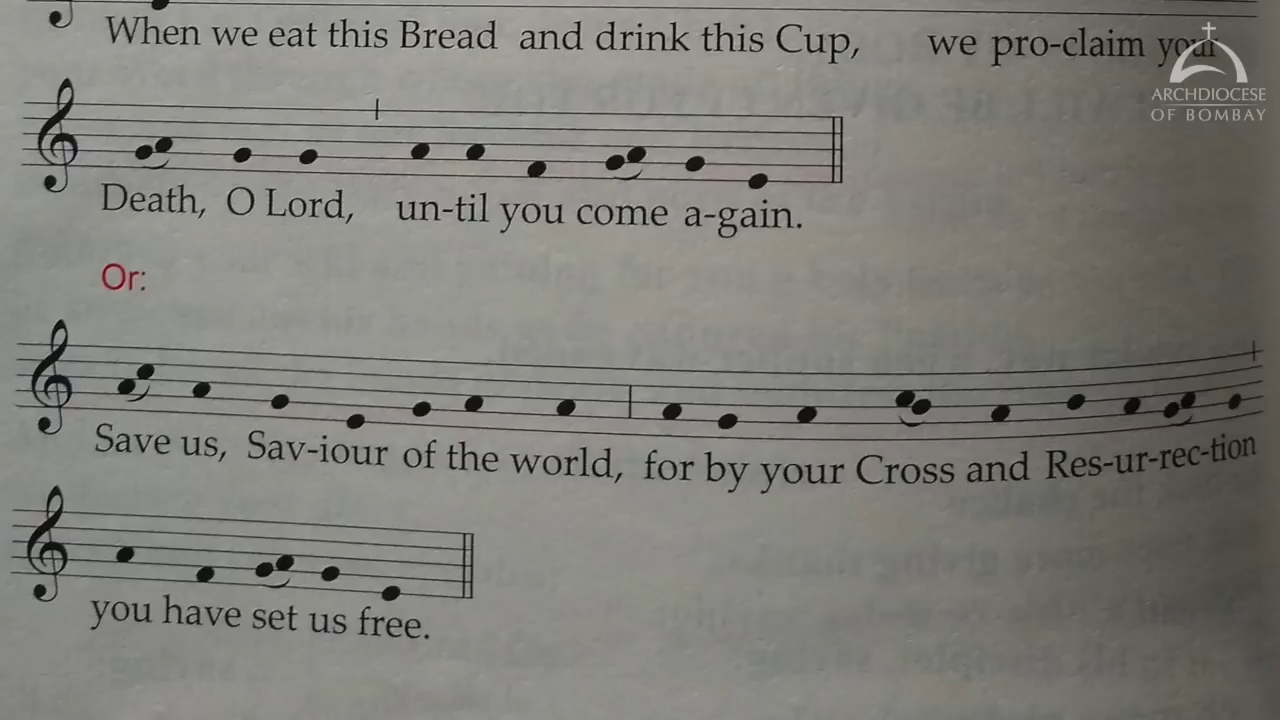 When we eat this Bread and drink this Cup, we pro-claim your
ARCHDIOCESE
OF BOMBAY
Death, O Lord, un-til you come a-gain.
Or:
Save us, Sav-iour of the world, for by your Cross and Res-ur-rec-tion
you have set us free.